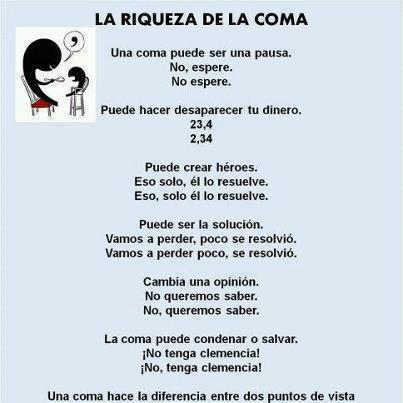 LA RIQUEZA DE LA COMA
,
Una coma puede ser una pausa.
No, espere.
No espere.
Puede hacer desaparecer tu dinero.
23,4
2,34
Puede crear héroes.
Eso solo, él lo resuelve.
Eso, solo él lo resuelve.
Puede ser la solución.
Vamos a perder, poco se resolvió.
Vamos a perder poco, se resolvió.
Cambia una opinión.
No queremos saber.
No, queremos saber.
La coma puede condenar o salvar.
¡No tenga clemencia!
¡No, tenga clemencia!
Una coma hace la diferencia entre dos puntos de vista